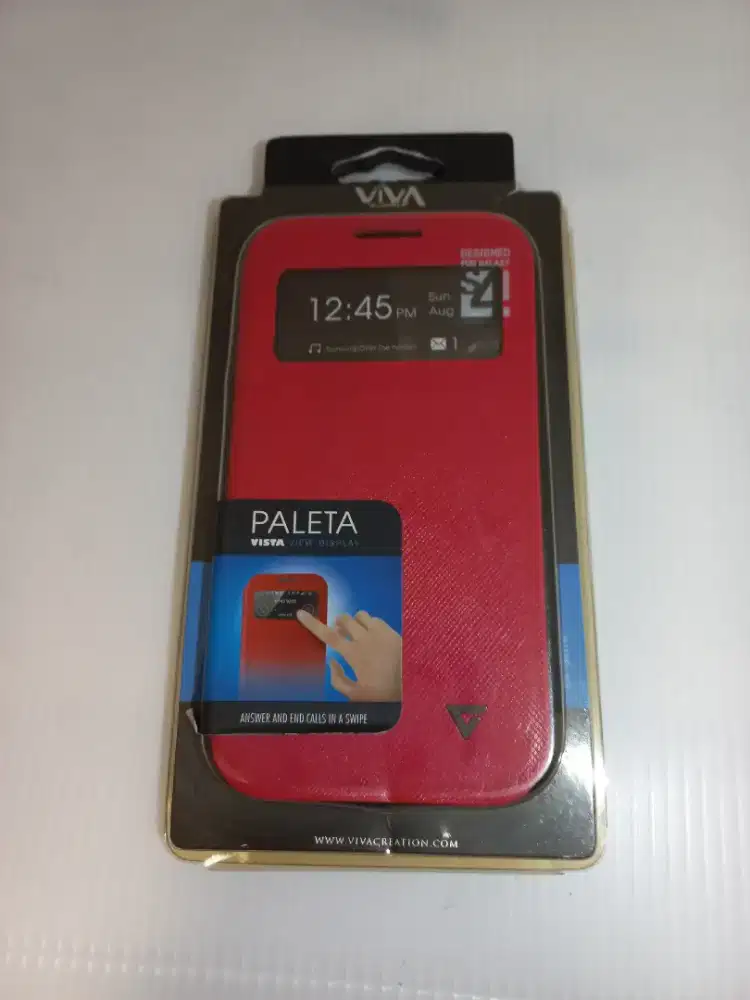 VIVA
DESIGNED
FOR GALAXY
S4
12:45 PM
Sun
Aug
1
PALETA
VISTA VIEW DISPLAY
ANSWER AND END CALLS IN A SWIPE
WWW.VIVACREATION.COM